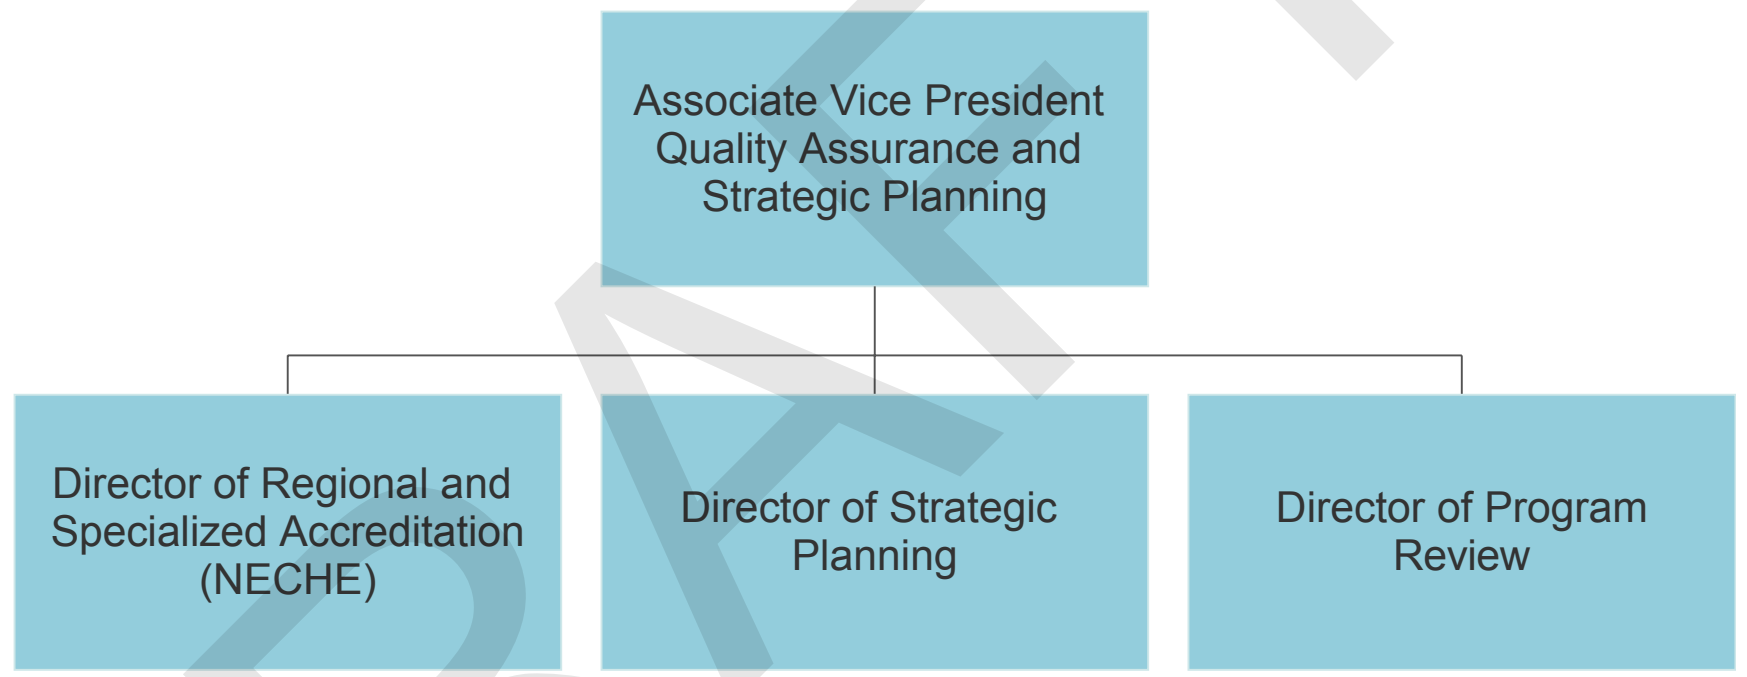 Associate Vice President
Quality Assurance and
Strategic Planning
Director of Regional and
Specialized Accreditation
(NECHE)
Director of Strategic
Planning
Director of Program
Review